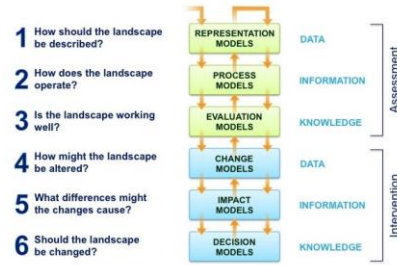 1 How should the landscape
be described?
REPRESENTATION
MODELS
DATA
2 How does the landscape
operate?
PROCESS
MODELS
INFORMATION
3 Is the landscape working
well?
EVALUATION
MODELS
KNOWLEDGE
Assessment
4 How might the landscape
be altered?
CHANGE
MODELS
DATA
5 What differences might
the changes cause?
IMPACT
MODELS
INFORMATION
6 Should the landscape
be changed?
DECISION
MODELS
KNOWLEDGE
Intervention